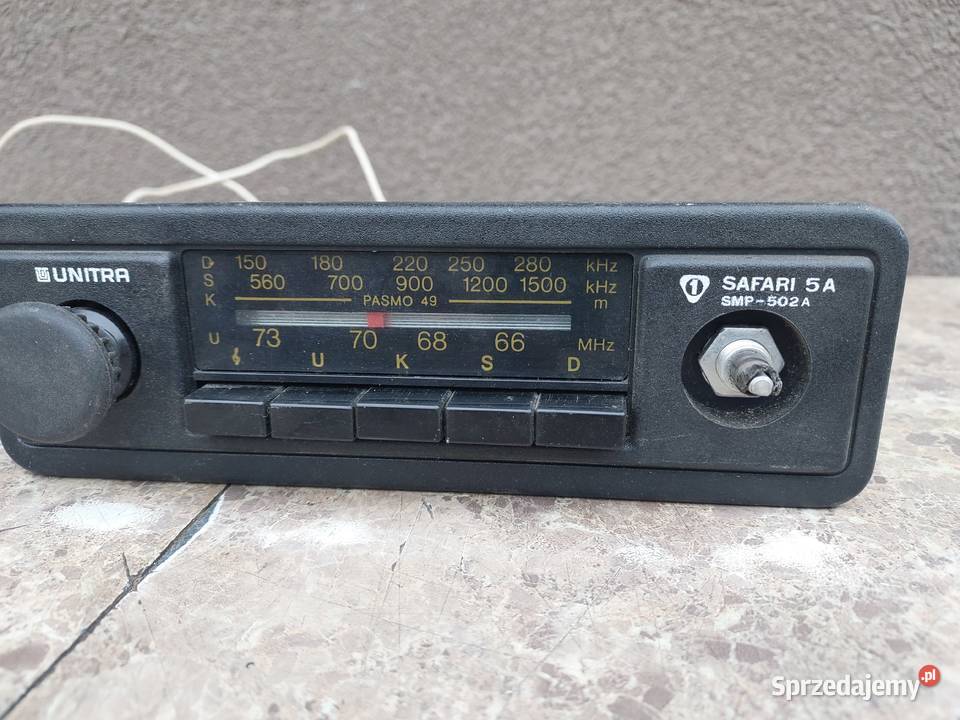 UNITRA
D 150 180 220 250 280 kHz
S 560 700 900 1200 1500 kHz
K PASMO 49 m
U 73 70 68 66 MHz
U K S D
1 SAFARI 5A
SMP-502A
Sprzedajemy.pl